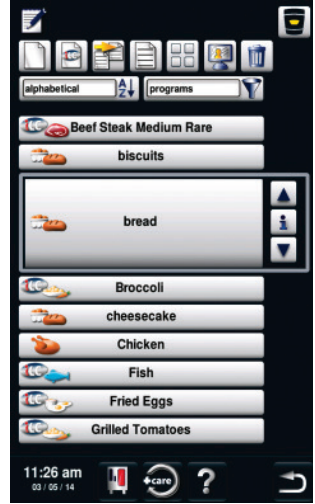 alphabetical
A
Z
programs
Beef Steak Medium Rare
biscuits
bread
i
Broccoli
cheesecake
Chicken
Fish
Fried Eggs
Grilled Tomatoes
11:26 am
03 / 05 / 14
+care
?